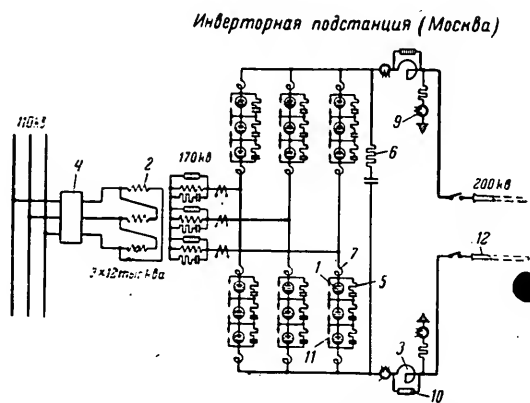 Инверторная подстанция (Москва)
110 кв
4
2
170 кв
3×12 тыс ква
9
6
200 кв
12
7
1
5
11
3
10